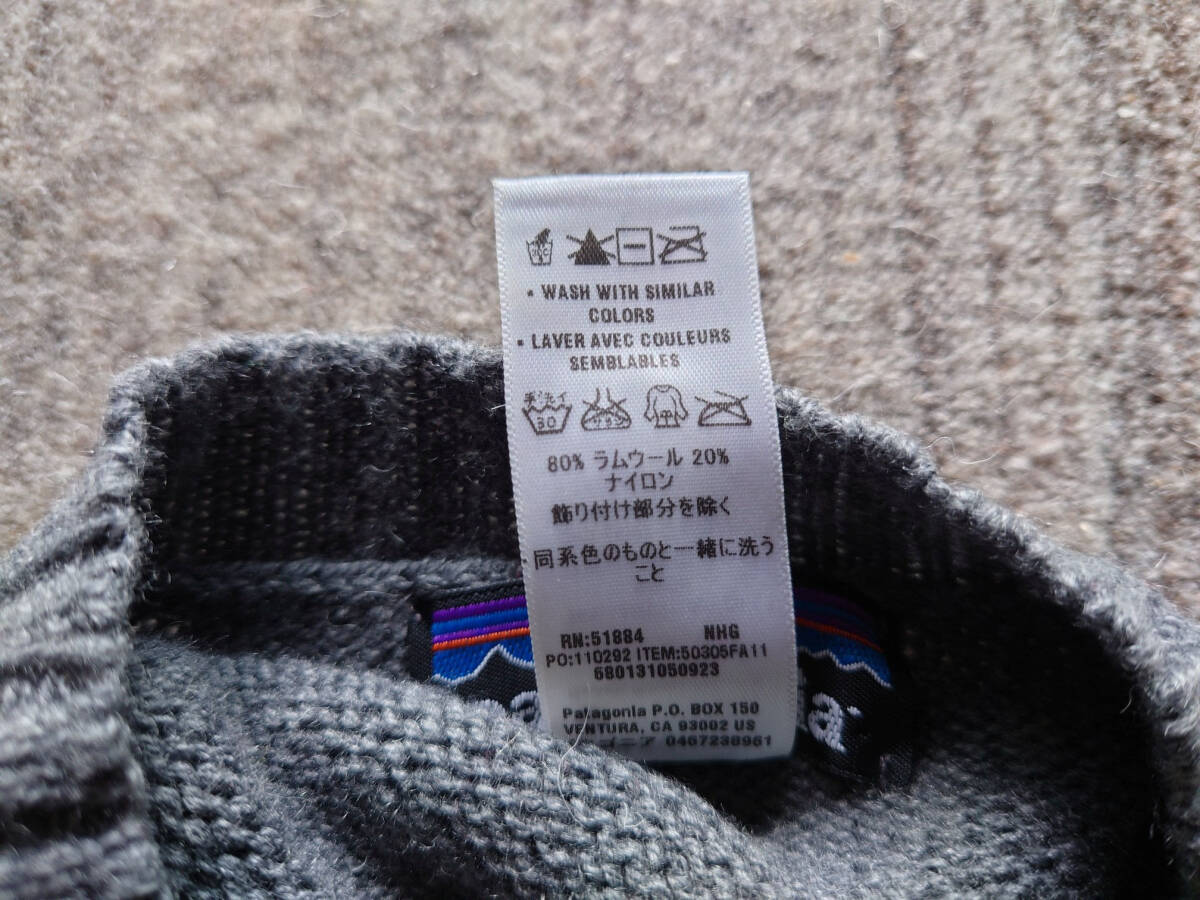 • WASH WITH SIMILAR
COLORS
• LAVER AVEC COULEURS
SEMBLABLES
手洗イ
30
80% ラムウール 20%
ナイロン
飾り付け部分を除く
・同系色のものと一緒に洗う
こと
RN:51884 NHG
PO:110292 ITEM:50305FA11
680131050923
Patagonia P.O. BOX 150
VENTURA, CA 93002 US
0467238961